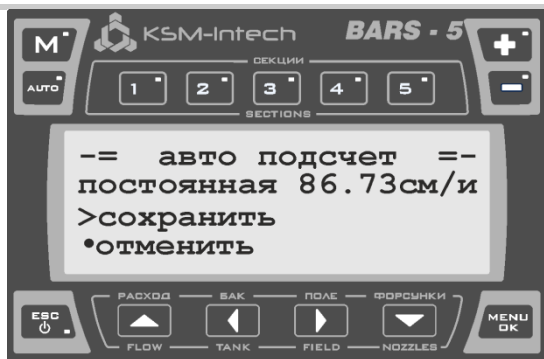 M
KSM-Intech
BARS - 5
+
AUTO
СЕКЦИИ
1 2 3 4 5
SECTIONS
-
-= авто подсчет =-
постоянная 86.73см/и
>сохранить
•отменить
ESC
РАСХОД БАК ПОЛЕ ФОРСУНКИ
FLOW TANK FIELD NOZZLES
MENU
OK